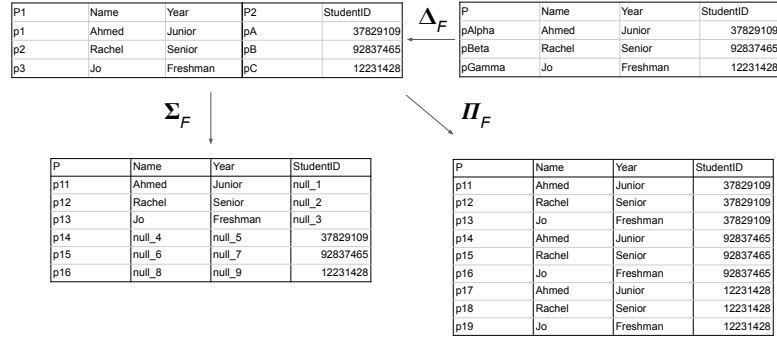 P1 Name Year P2 StudentID
p1 Ahmed Junior pA 37829109
p2 Rachel Senior pB 92837465
p3 Jo Freshman pC 12231428
Δ_F
P Name Year StudentID
pAlpha Ahmed Junior 37829109
pBeta Rachel Senior 92837465
pGamma Jo Freshman 12231428
Σ_F
Π_F
P Name Year StudentID
p11 Ahmed Junior null_1
p12 Rachel Senior null_2
p13 Jo Freshman null_3
p14 null_4 null_5 37829109
p15 null_6 null_7 92837465
p16 null_8 null_9 12231428
P Name Year StudentID
p11 Ahmed Junior 37829109
p12 Rachel Senior 37829109
p13 Jo Freshman 37829109
p14 Ahmed Junior 92837465
p15 Rachel Senior 92837465
p16 Jo Freshman 92837465
p17 Ahmed Junior 12231428
p18 Rachel Senior 12231428
p19 Jo Freshman 12231428